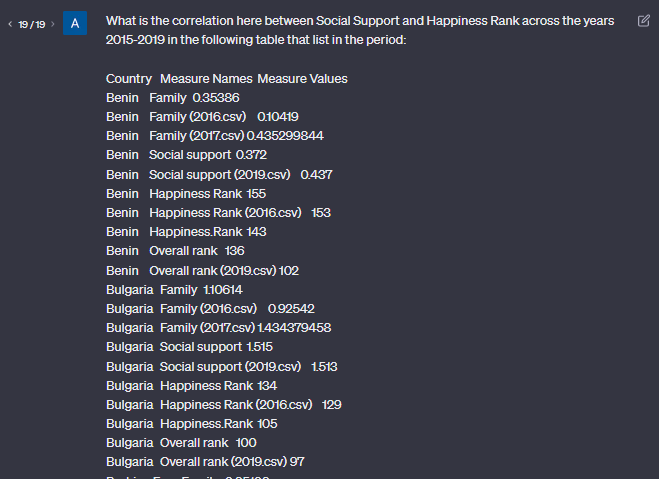 19 / 19
A
What is the correlation here between Social Support and Happiness Rank across the years
2015-2019 in the following table that list in the period:
Country Measure Names Measure Values
Benin Family 0.35386
Benin Family (2016.csv) 0.10419
Benin Family (2017.csv) 0.435299844
Benin Social support 0.372
Benin Social support (2019.csv) 0.437
Benin Happiness Rank 155
Benin Happiness Rank (2016.csv) 153
Benin Happiness.Rank 143
Benin Overall rank 136
Benin Overall rank (2019.csv) 102
Bulgaria Family 1.10614
Bulgaria Family (2016.csv) 0.92542
Bulgaria Family (2017.csv) 1.434379458
Bulgaria Social support 1.515
Bulgaria Social support (2019.csv) 1.513
Bulgaria Happiness Rank 134
Bulgaria Happiness Rank (2016.csv) 129
Bulgaria Happiness.Rank 105
Bulgaria Overall rank 100
Bulgaria Overall rank (2019.csv) 97